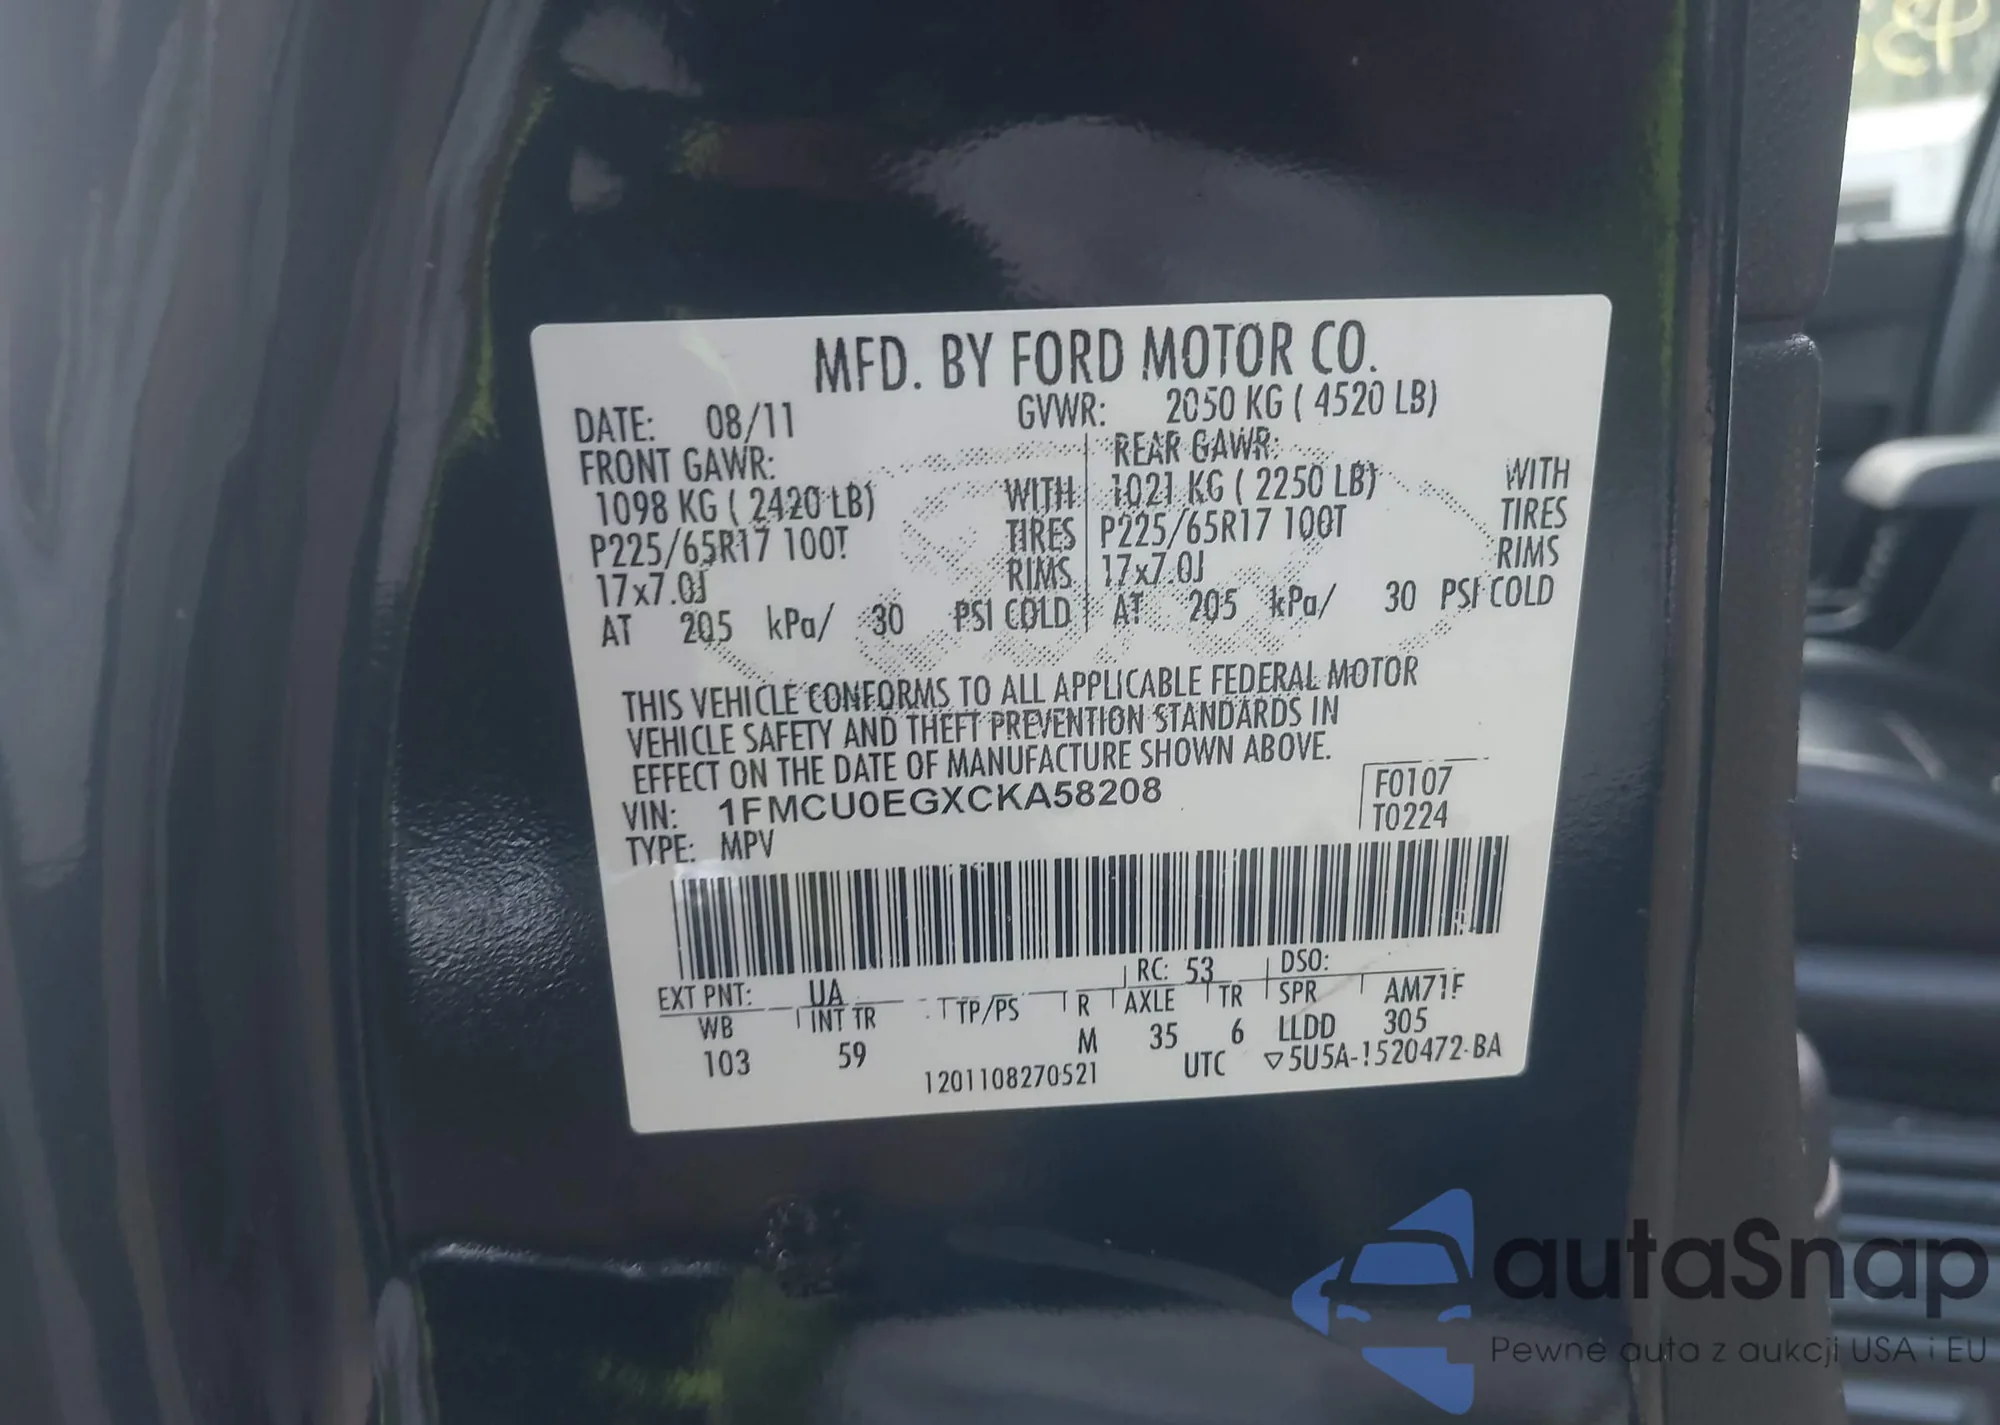 MFD. BY FORD MOTOR CO.
DATE: 08/11 GVWR: 2050 KG ( 4520 LB)
FRONT GAWR: REAR GAWR:
1098 KG ( 2420 LB) WITH 1021 KG ( 2250 LB) WITH
P225/65R17 100T TIRES P225/65R17 100T TIRES
17x7.0J RIMS 17x7.0J RIMS
AT 205 kPa/ 30 PSI COLD AT 205 kPa/ 30 PSI COLD
THIS VEHICLE CONFORMS TO ALL APPLICABLE FEDERAL MOTOR
VEHICLE SAFETY AND THEFT PREVENTION STANDARDS IN
EFFECT ON THE DATE OF MANUFACTURE SHOWN ABOVE.
VIN: 1FMCU0EGXCKA58208 F0107
TYPE: MPV T0224
EXT PNT: UA RC: 53 DSO:
WB INT TR TP/PS R AXLE TR SPR AM71F
103 59 M 35 6 LLDD 305
1201108270521 UTC ▽5U5A-1520472-BA
autaSnap
Pewne auta z aukcji USA i EU